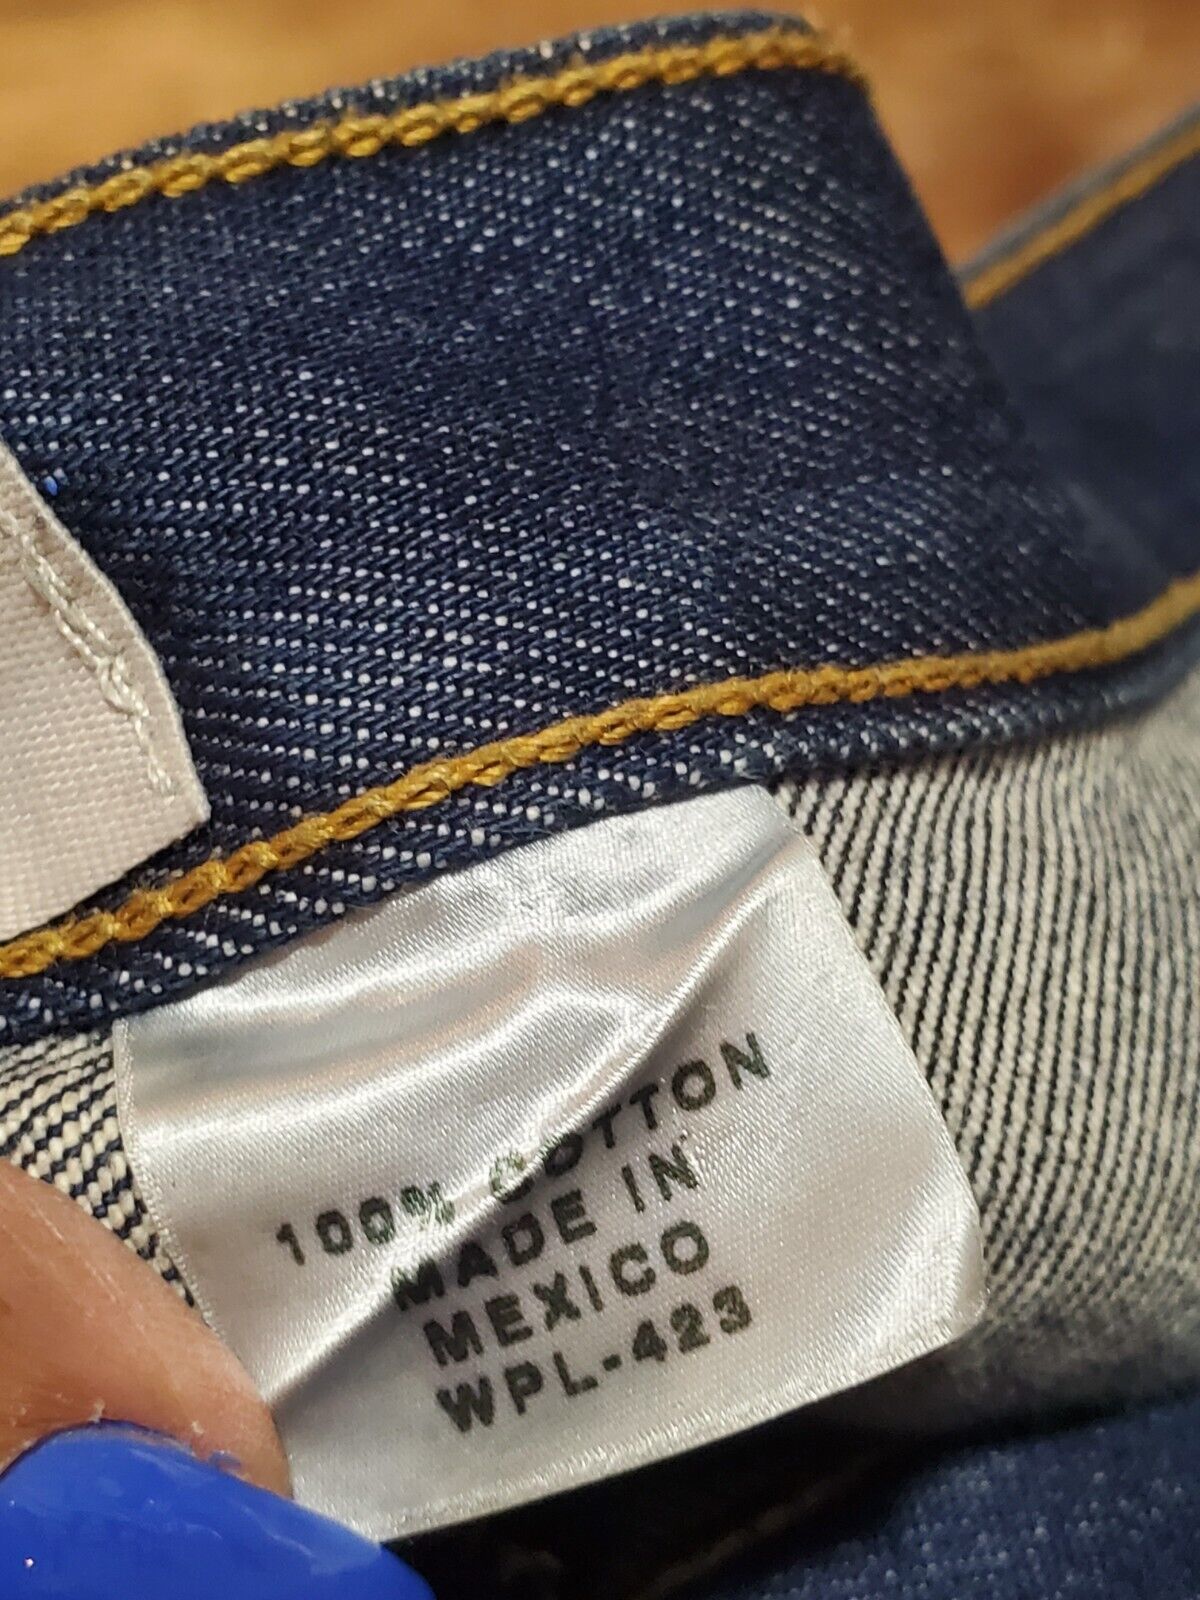 100% COTTON
MADE IN
MEXICO
WPL-423